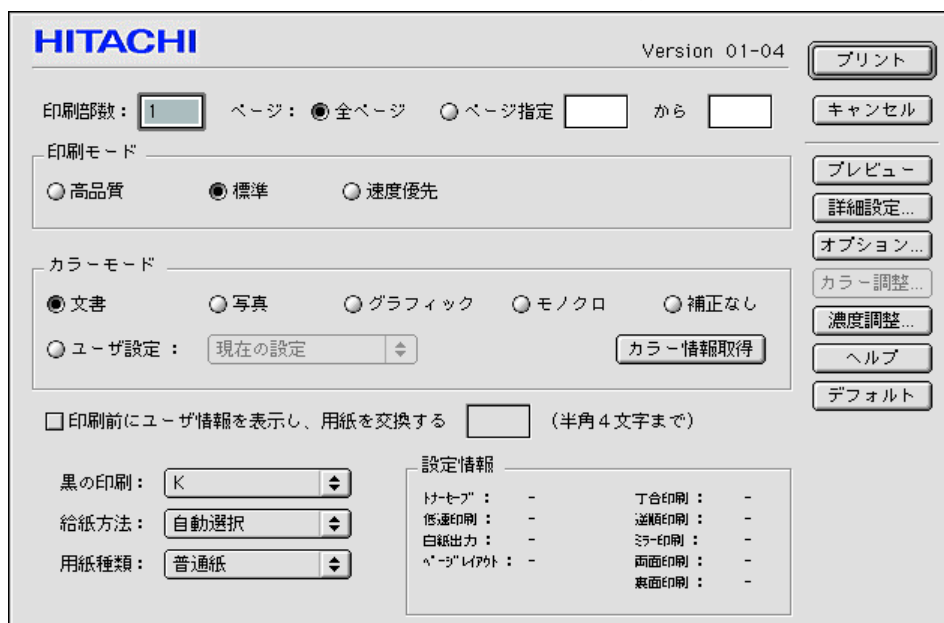 HITACHI
Version 01-04
プリント
印刷部数： 1 ページ： 全ページ ページ指定 から
キャンセル
印刷モード
高品質 標準 速度優先
プレビュー
詳細設定...
オプション...
カラー調整...
濃度調整...
ヘルプ
デフォルト
カラーモード
文書 写真 グラフィック モノクロ 補正なし
ユーザ設定： 現在の設定 カラー情報取得
印刷前にユーザ情報を表示し、用紙を交換する （半角４文字まで）
黒の印刷： K
給紙方法： 自動選択
用紙種類： 普通紙
設定情報
ﾄﾅｰｾｰﾌﾞ： - 丁合印刷： -
低速印刷： - 逆順印刷： -
白紙出力： - ﾐﾗｰ印刷： -
ﾍﾟｰｼﾞﾚｲｱｳﾄ： - 両面印刷： -
裏面印刷： -